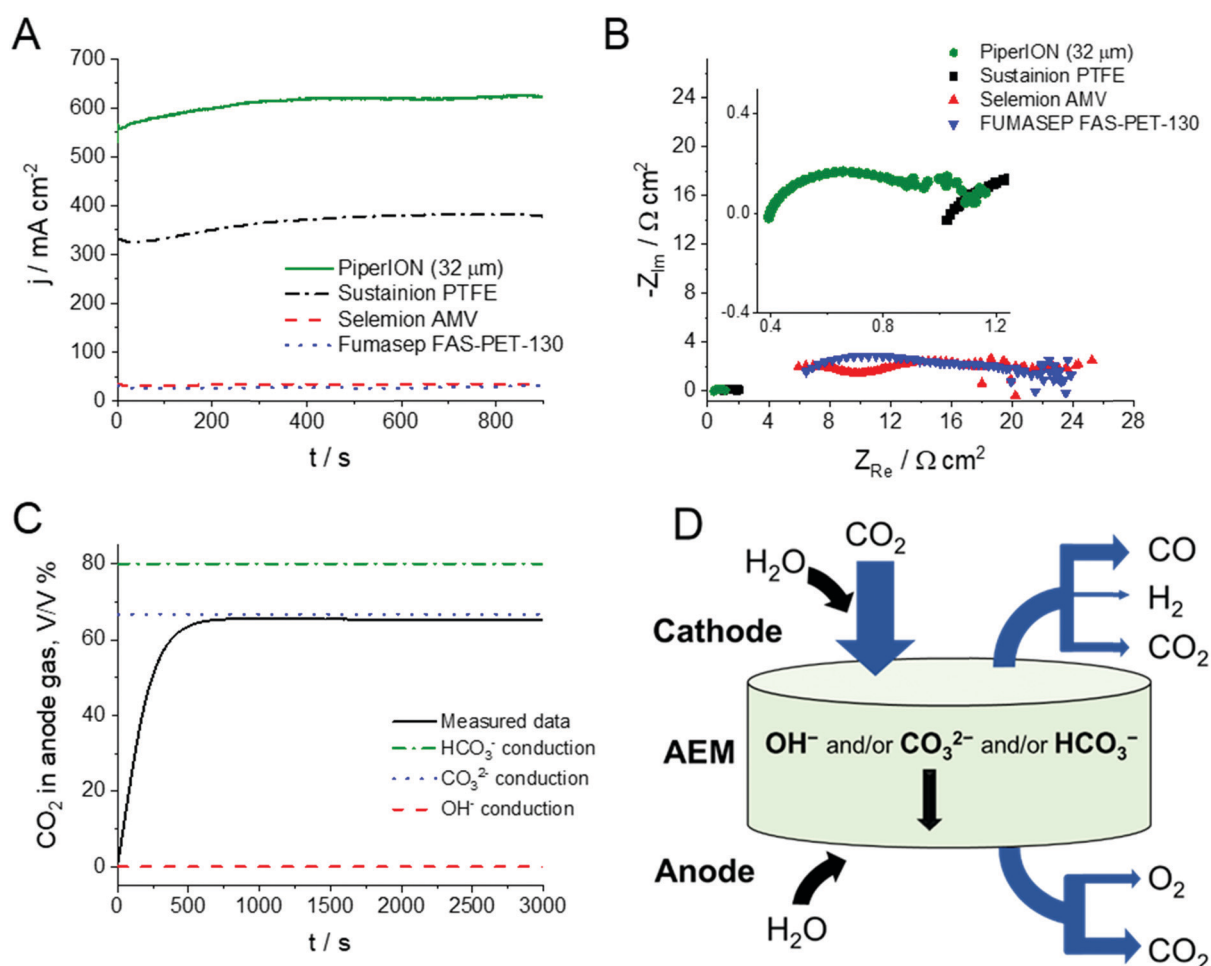 A
700
600
500
400
300
200
100
0
j / mA cm⁻²
PiperION (32 μm)
Sustainion PTFE
Selemion AMV
Fumasep FAS-PET-130
0
200
400
600
800
t / s
B
PiperION (32 μm)
Sustainion PTFE
Selemion AMV
FUMASEP FAS-PET-130
24
20
16
12
8
4
0
-Z_Im / Ω cm²
0.4
0.0
-0.4
0.4
0.8
1.2
0
4
8
12
16
20
24
28
Z_Re / Ω cm²
C
80
60
40
20
0
CO₂ in anode gas, V/V %
Measured data
HCO₃⁻ conduction
CO₃²⁻ conduction
OH⁻ conduction
0
500
1000
1500
2000
2500
3000
t / s
D
H₂O
CO₂
CO
H₂
CO₂
Cathode
AEM
OH⁻ and/or CO₃²⁻ and/or HCO₃⁻
Anode
H₂O
O₂
CO₂